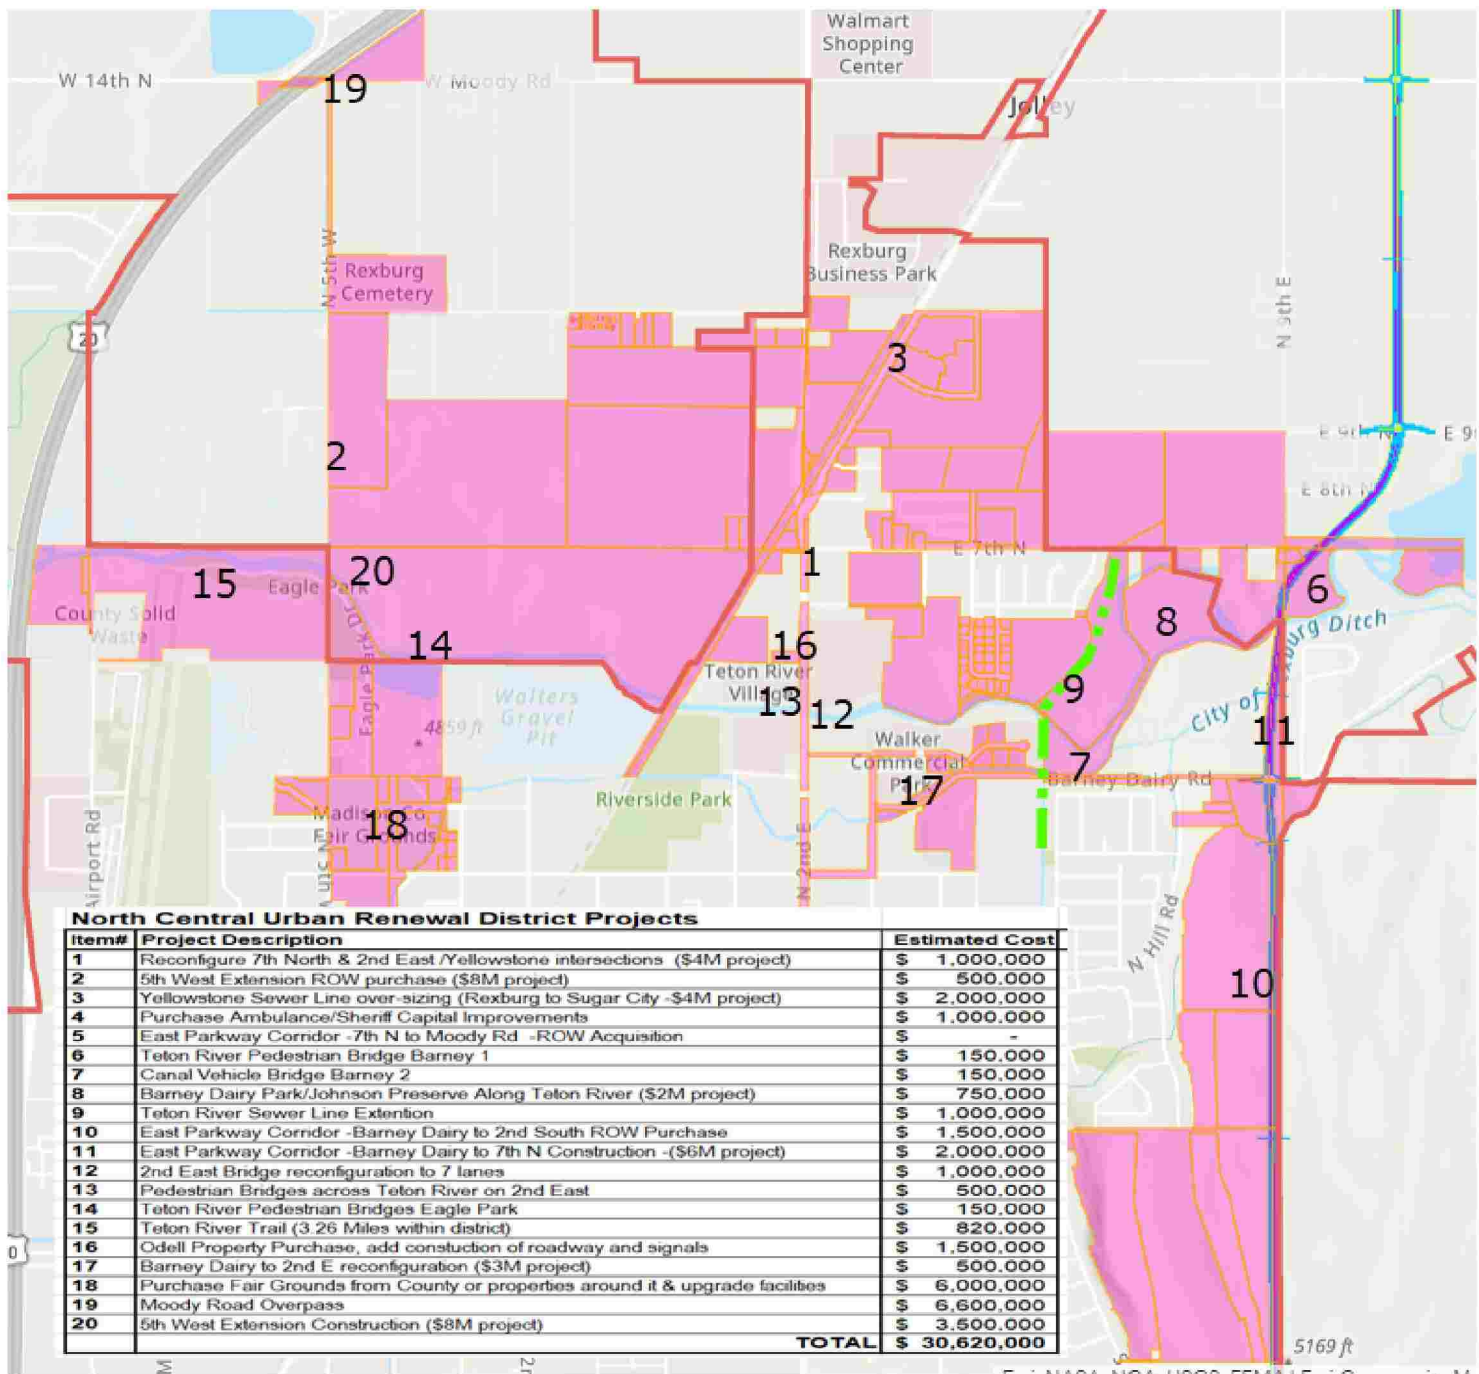 Walmart
Shopping
Center
W 14th N
19
W Moody Rd
Jolley
N 5th W
Rexburg
Cemetery
Rexburg
Business Park
N 9th E
20
3
2
E 9th N
E 9
E 8th N
1
E 7th N
20
15
Eagle Park
6
County Solid
Waste
8
Rexburg Ditch
14
16
Eagle Park Dr
Teton River
Village
Walters
Gravel
Pit
13
12
9
City of
4859 ft
11
Walker
Commercial
Park
7
Barney Dairy Rd
17
Riverside Park
Madison Co
Fair Grounds
18
Airport Rd
N 2nd E
N Hill Rd
10
North Central Urban Renewal District Projects
Item# Project Description Estimated Cost
1 Reconfigure 7th North & 2nd East /Yellowstone intersections ($4M project) $ 1,000,000
2 5th West Extension ROW purchase ($8M project) $ 500,000
3 Yellowstone Sewer Line over-sizing (Rexburg to Sugar City -$4M project) $ 2,000,000
4 Purchase Ambulance/Sheriff Capital Improvements $ 1,000,000
5 East Parkway Corridor -7th N to Moody Rd -ROW Acquisition $ -
6 Teton River Pedestrian Bridge Barney 1 $ 150,000
7 Canal Vehicle Bridge Barney 2 $ 150,000
8 Barney Dairy Park/Johnson Preserve Along Teton River ($2M project) $ 750,000
9 Teton River Sewer Line Extention $ 1,000,000
10 East Parkway Corridor -Barney Dairy to 2nd South ROW Purchase $ 1,500,000
11 East Parkway Corridor -Barney Dairy to 7th N Construction -($6M project) $ 2,000,000
12 2nd East Bridge reconfiguration to 7 lanes $ 1,000,000
13 Pedestrian Bridges across Teton River on 2nd East $ 500,000
14 Teton River Pedestrian Bridges Eagle Park $ 150,000
15 Teton River Trail (3.26 Miles within district) $ 820,000
16 Odell Property Purchase, add constuction of roadway and signals $ 1,500,000
17 Barney Dairy to 2nd E reconfiguration ($3M project) $ 500,000
18 Purchase Fair Grounds from County or properties around it & upgrade facilities $ 6,000,000
19 Moody Road Overpass $ 6,600,000
20 5th West Extension Construction ($8M project) $ 3,500,000
TOTAL $ 30,620,000
5169 ft